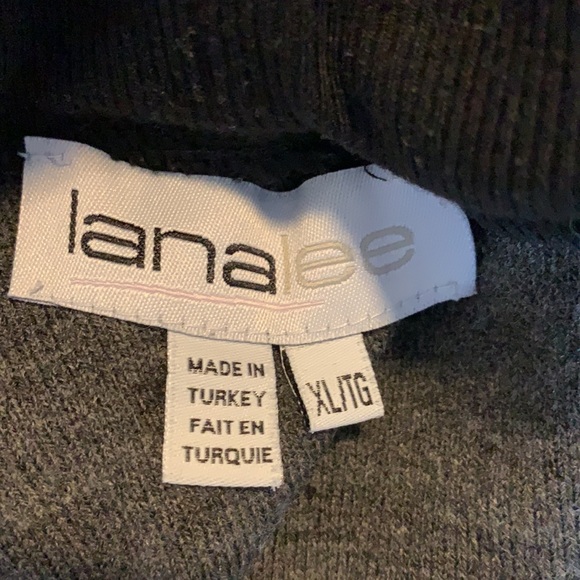 lanalee
MADE IN
TURKEY
FAIT EN
TURQUIE
XL/TG